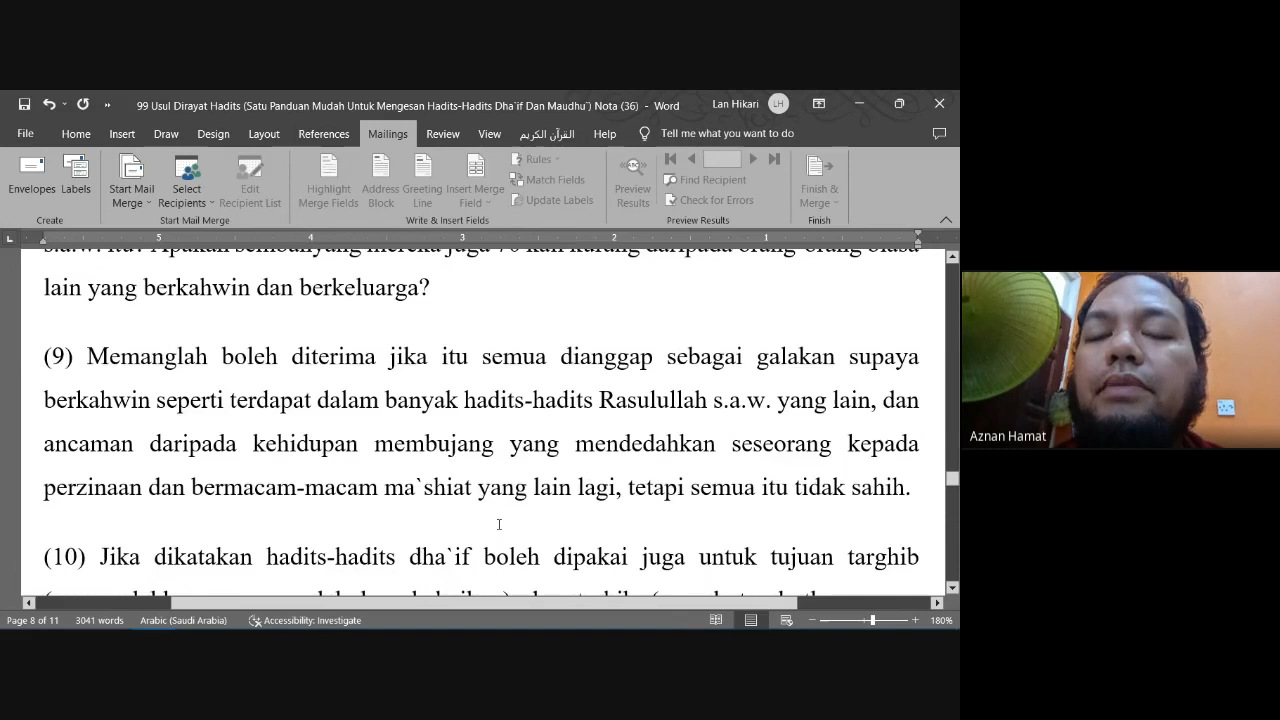 99 Usul Dirayat Hadits (Satu Panduan Mudah Untuk Mengesan Hadits-Hadits Dha`if Dan Maudhu`) Nota (36) - Word
Lan Hikari
LH
File Home Insert Draw Design Layout References Mailings Review View القرآن الكريم Help Tell me what you want to do
Envelopes
Labels
Create
Start Mail Merge
Select Recipients
Edit Recipient List
Start Mail Merge
Highlight Merge Fields
Address Block
Greeting Line
Insert Merge Field
Rules
Match Fields
Update Labels
Write & Insert Fields
ABC
Preview Results
Find Recipient
Check for Errors
Preview Results
Finish & Merge
Finish
5 4 3 2 1
lain yang berkahwin dan berkeluarga?
(9) Memanglah boleh diterima jika itu semua dianggap sebagai galakan supaya
berkahwin seperti terdapat dalam banyak hadits-hadits Rasulullah s.a.w. yang lain, dan
ancaman daripada kehidupan membujang yang mendedahkan seseorang kepada
perzinaan dan bermacam-macam ma`shiat yang lain lagi, tetapi semua itu tidak sahih.
(10) Jika dikatakan hadits-hadits dha`if boleh dipakai juga untuk tujuan targhib
Page 8 of 11 3041 words Arabic (Saudi Arabia) Accessibility: Investigate 180%
Aznan Hamat